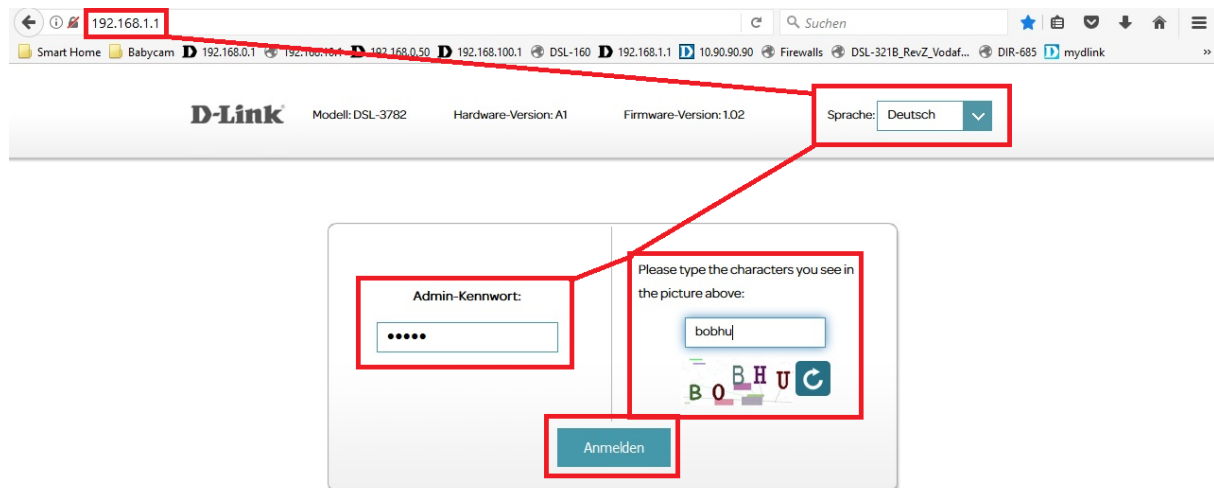 192.168.1.1
Suchen
Smart Home Babycam 192.168.0.1 192.168.0.50 192.168.100.1 DSL-160 192.168.1.1 10.90.90.90 Firewalls DSL-321B_RevZ_Vodaf... DIR-685 mydlink »
D-Link Modell: DSL-3782 Hardware-Version: A1 Firmware-Version: 1.02 Sprache: Deutsch
Please type the characters you see in
the picture above:
Admin-Kennwort:
•••••
bobhu
B O B H U
Anmelden